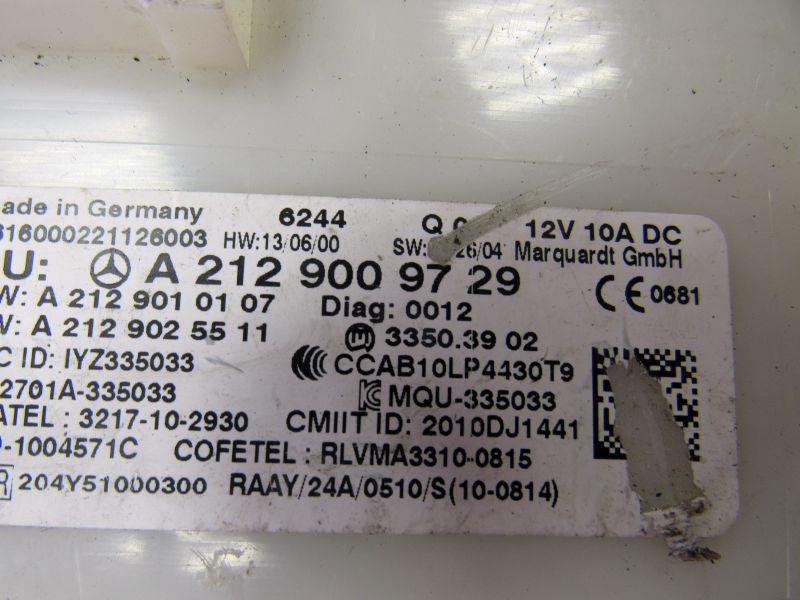 ade in Germany 6244 Q 12V 10A DC
816000221126003 HW:13/06/00 SW: 26/04 Marquardt GmbH
U: A 212 900 97 29
W: A 212 901 01 07 Diag: 0012 CE 0681
W: A 212 902 55 11 3350.39 02
C ID: IYZ335033 CCAB10LP4430T9
2701A-335033 MQU-335033
ATEL : 3217-10-2930 CMIIT ID: 2010DJ1441
-1004571C COFETEL : RLVMA3310-0815
R 204Y51000300 RAAY/24A/0510/S(10-0814)